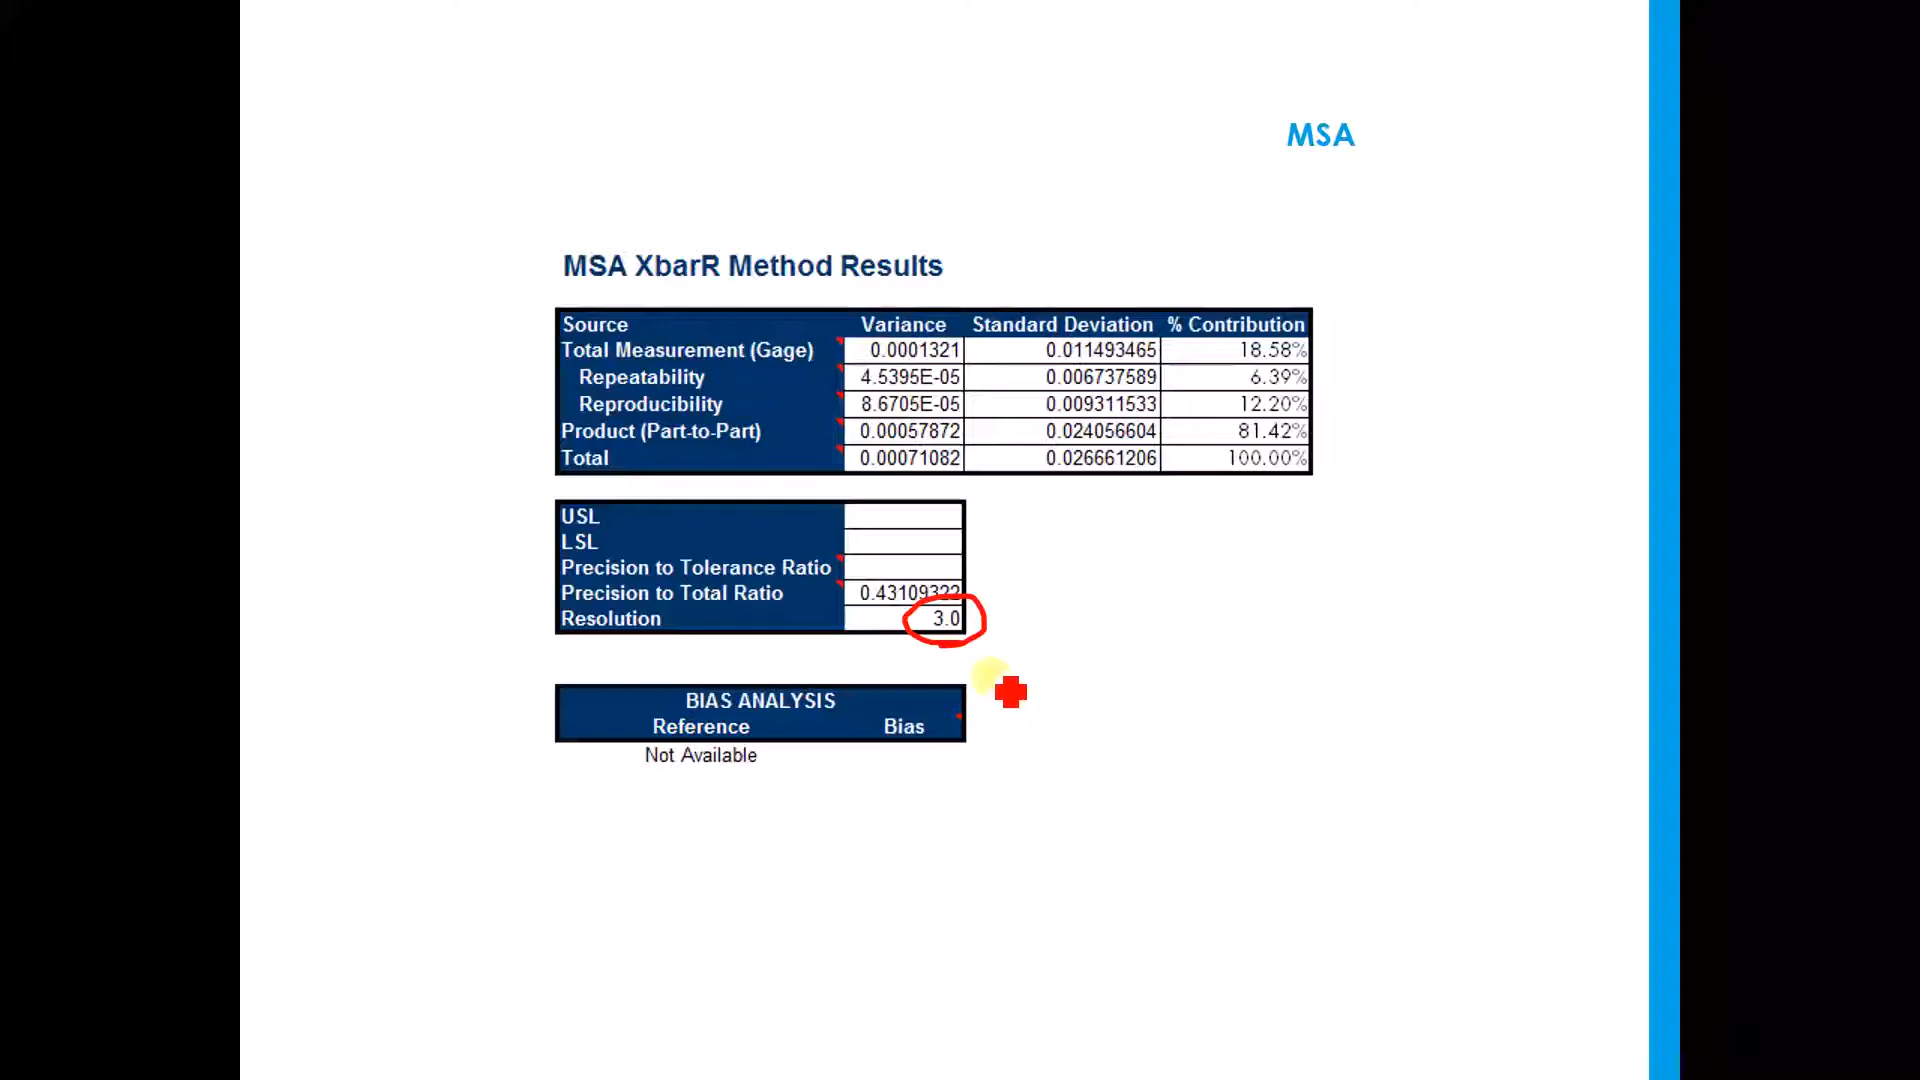 MSA
MSA XbarR Method Results
Source Variance Standard Deviation % Contribution
Total Measurement (Gage) 0.0001321 0.011493465 18.58%
Repeatability 4.5395E-05 0.006737589 6.39%
Reproducibility 8.6705E-05 0.009311533 12.20%
Product (Part-to-Part) 0.00057872 0.024056604 81.42%
Total 0.00071082 0.026661206 100.00%
USL
LSL
Precision to Tolerance Ratio
Precision to Total Ratio 0.43109322
Resolution 3.0
BIAS ANALYSIS
Reference Bias
Not Available